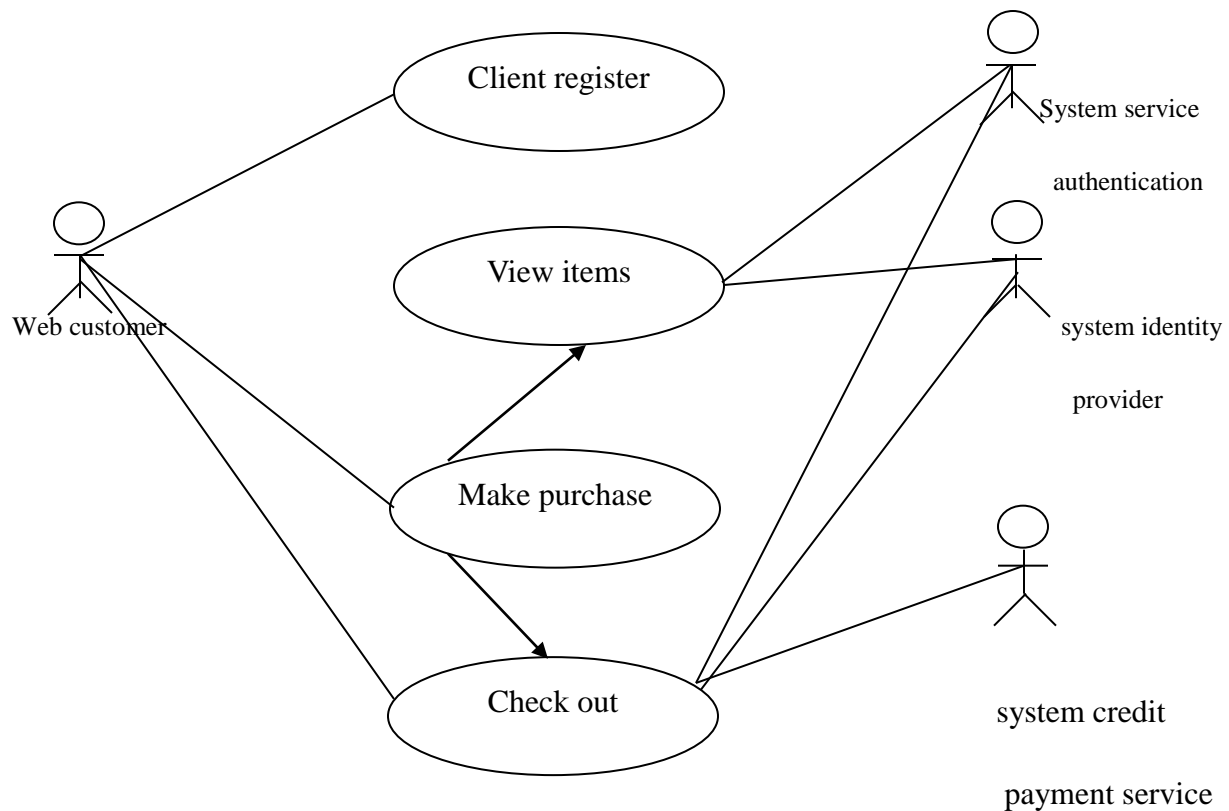 Client register
System service
authentication
View items
Web customer
system identity
provider
Make purchase
Check out
system credit
payment service